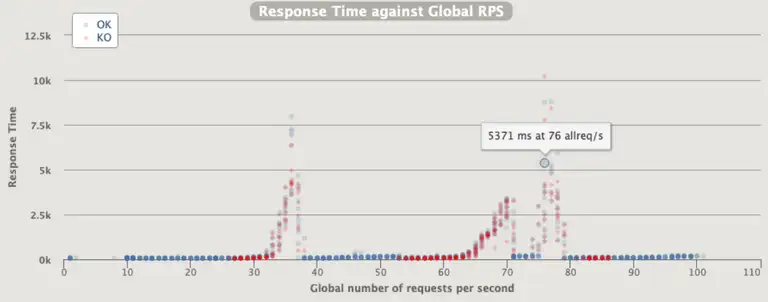 Response Time against Global RPS
OK
KO
12.5k
10k
7.5k
5k
2.5k
0k
Response Time
5371 ms at 76 allreq/s
0 10 20 30 40 50 60 70 80 90 100 110
Global number of requests per second